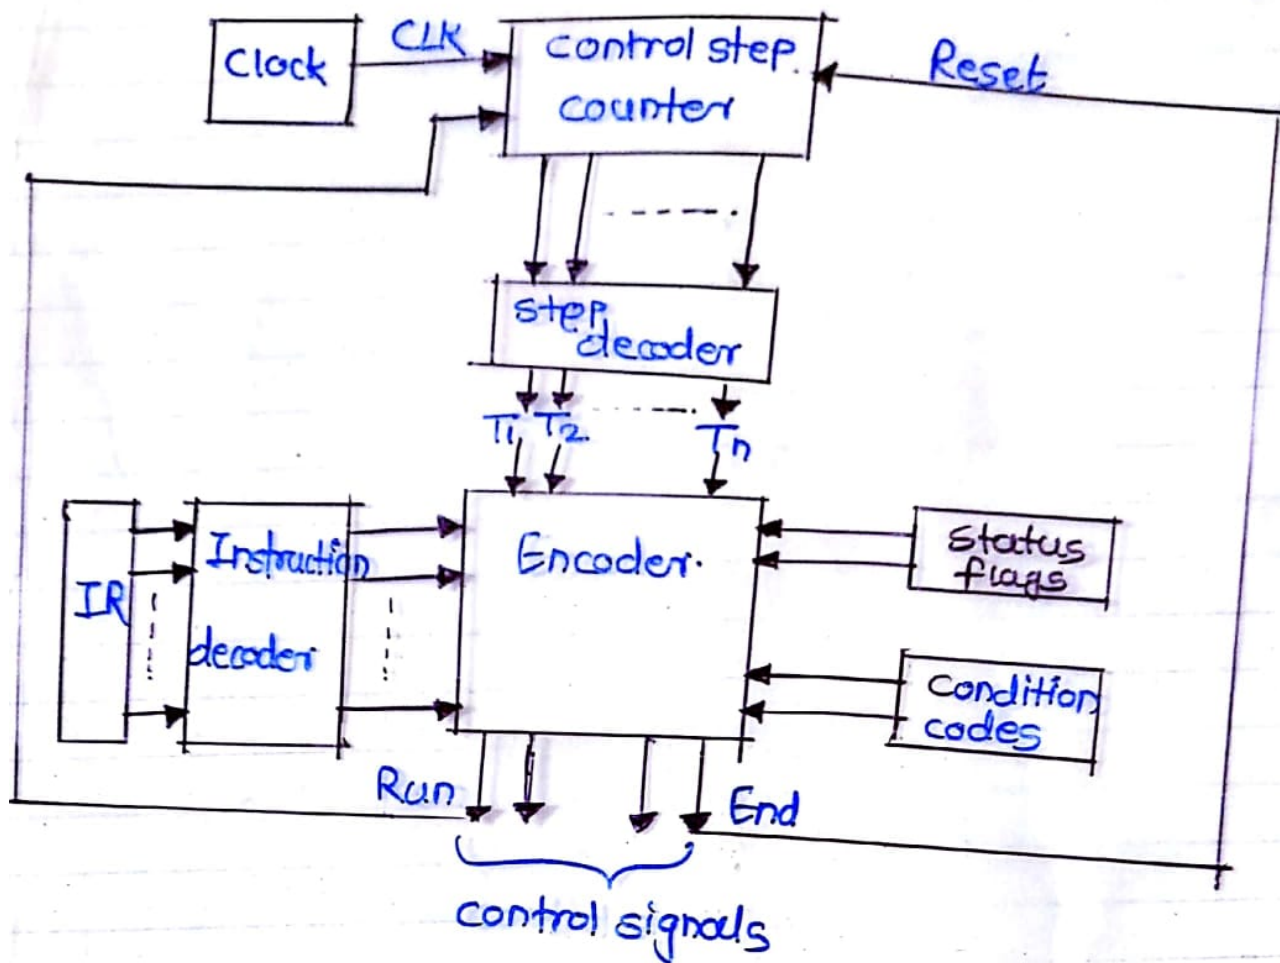 Clock
CLK
control step.
counter
Reset
step
decoder
T1 T2.
Tn
IR
Instruction
decoder
Encoder.
Status
flags
Condition
codes
Run
End
control signals